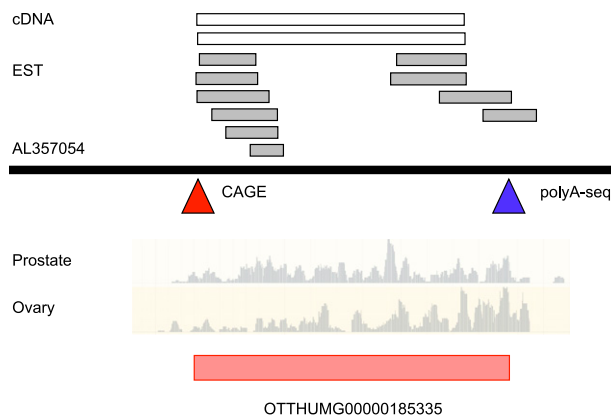 cDNA
EST
AL357054
CAGE
polyA-seq
Prostate
Ovary
OTTHUMG00000185335